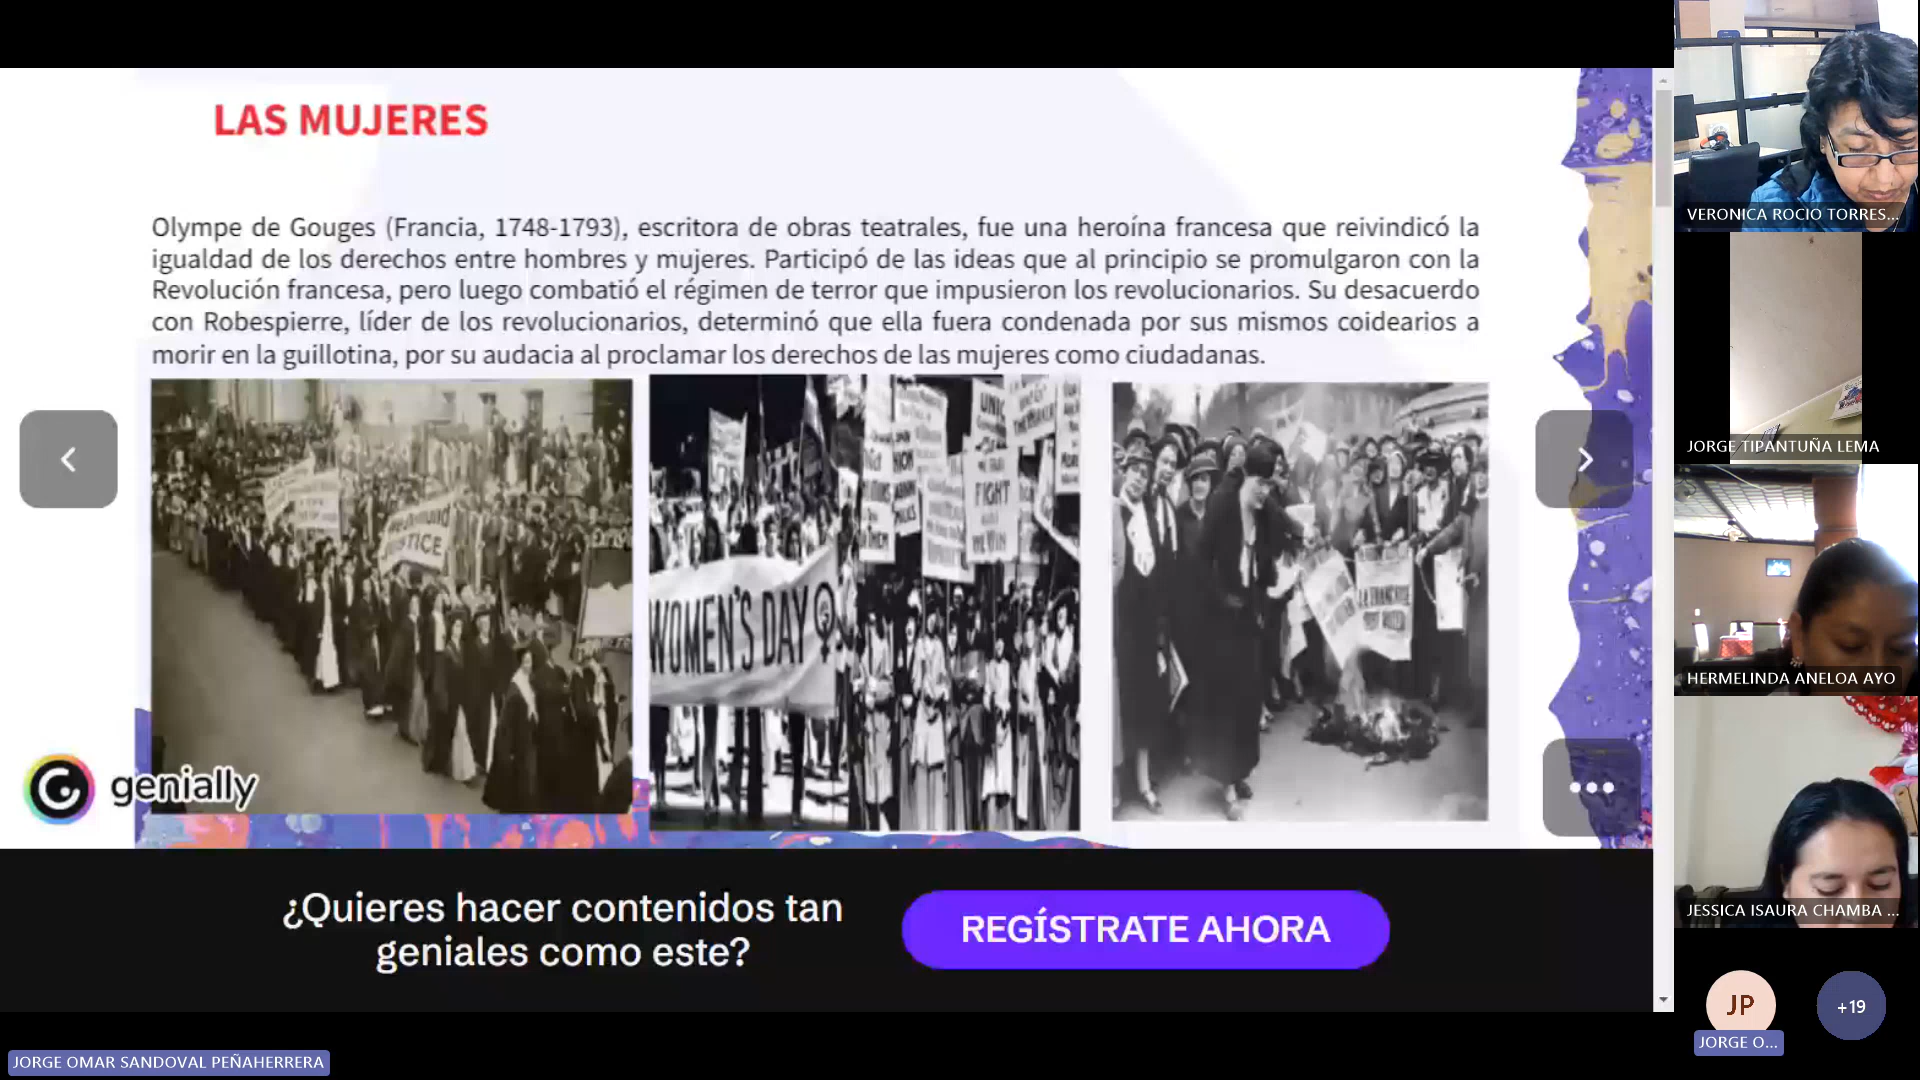 LAS MUJERES
Olympe de Gouges (Francia, 1748-1793), escritora de obras teatrales, fue una heroína francesa que reivindicó la
igualdad de los derechos entre hombres y mujeres. Participó de las ideas que al principio se promulgaron con la
Revolución francesa, pero luego combatió el régimen de terror que impusieron los revolucionarios. Su desacuerdo
con Robespierre, líder de los revolucionarios, determinó que ella fuera condenada por sus mismos coidearios a
morir en la guillotina, por su audacia al proclamar los derechos de las mujeres como ciudadanas.
WOMEN'S DAY
FIGHT
WE WIN
genially
¿Quieres hacer contenidos tan
geniales como este?
REGÍSTRATE AHORA
JORGE OMAR SANDOVAL PEÑAHERRERA
VERONICA ROCIO TORRES...
JORGE TIPANTUÑA LEMA
HERMELINDA ANELOA AYO
JESSICA ISAURA CHAMBA ...
JP
+19
JORGE O...